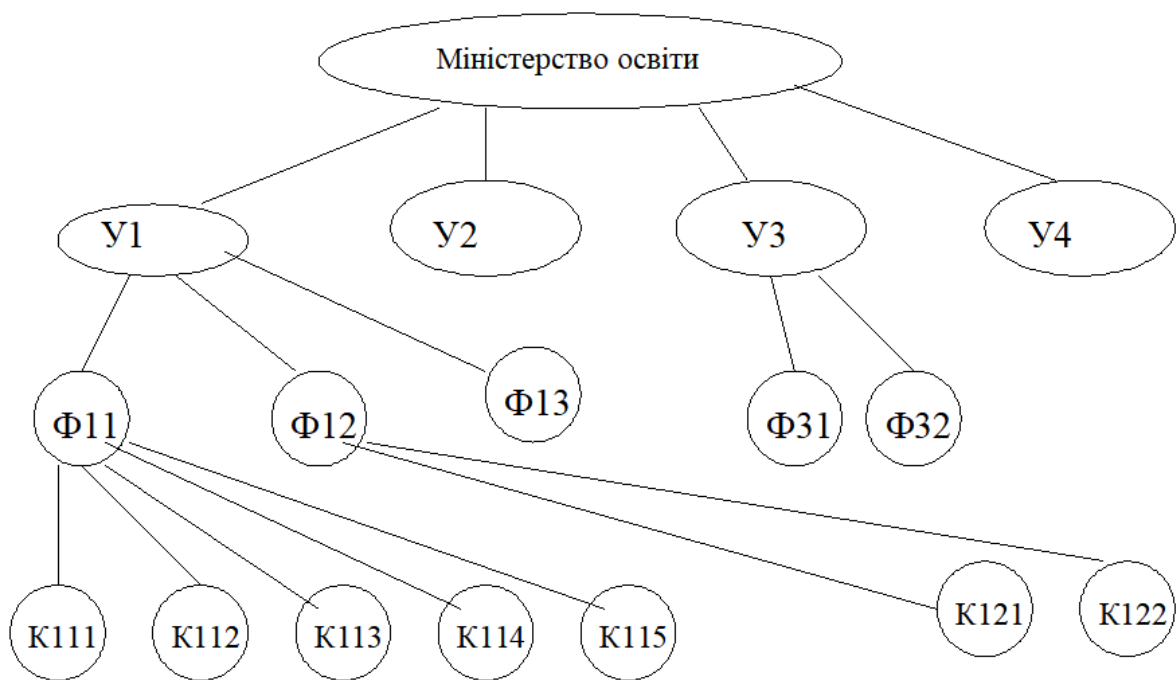 Міністерство освіти
У1
У2
У3
У4
Ф11
Ф12
Ф13
Ф31
Ф32
К111
К112
К113
К114
К115
К121
К122